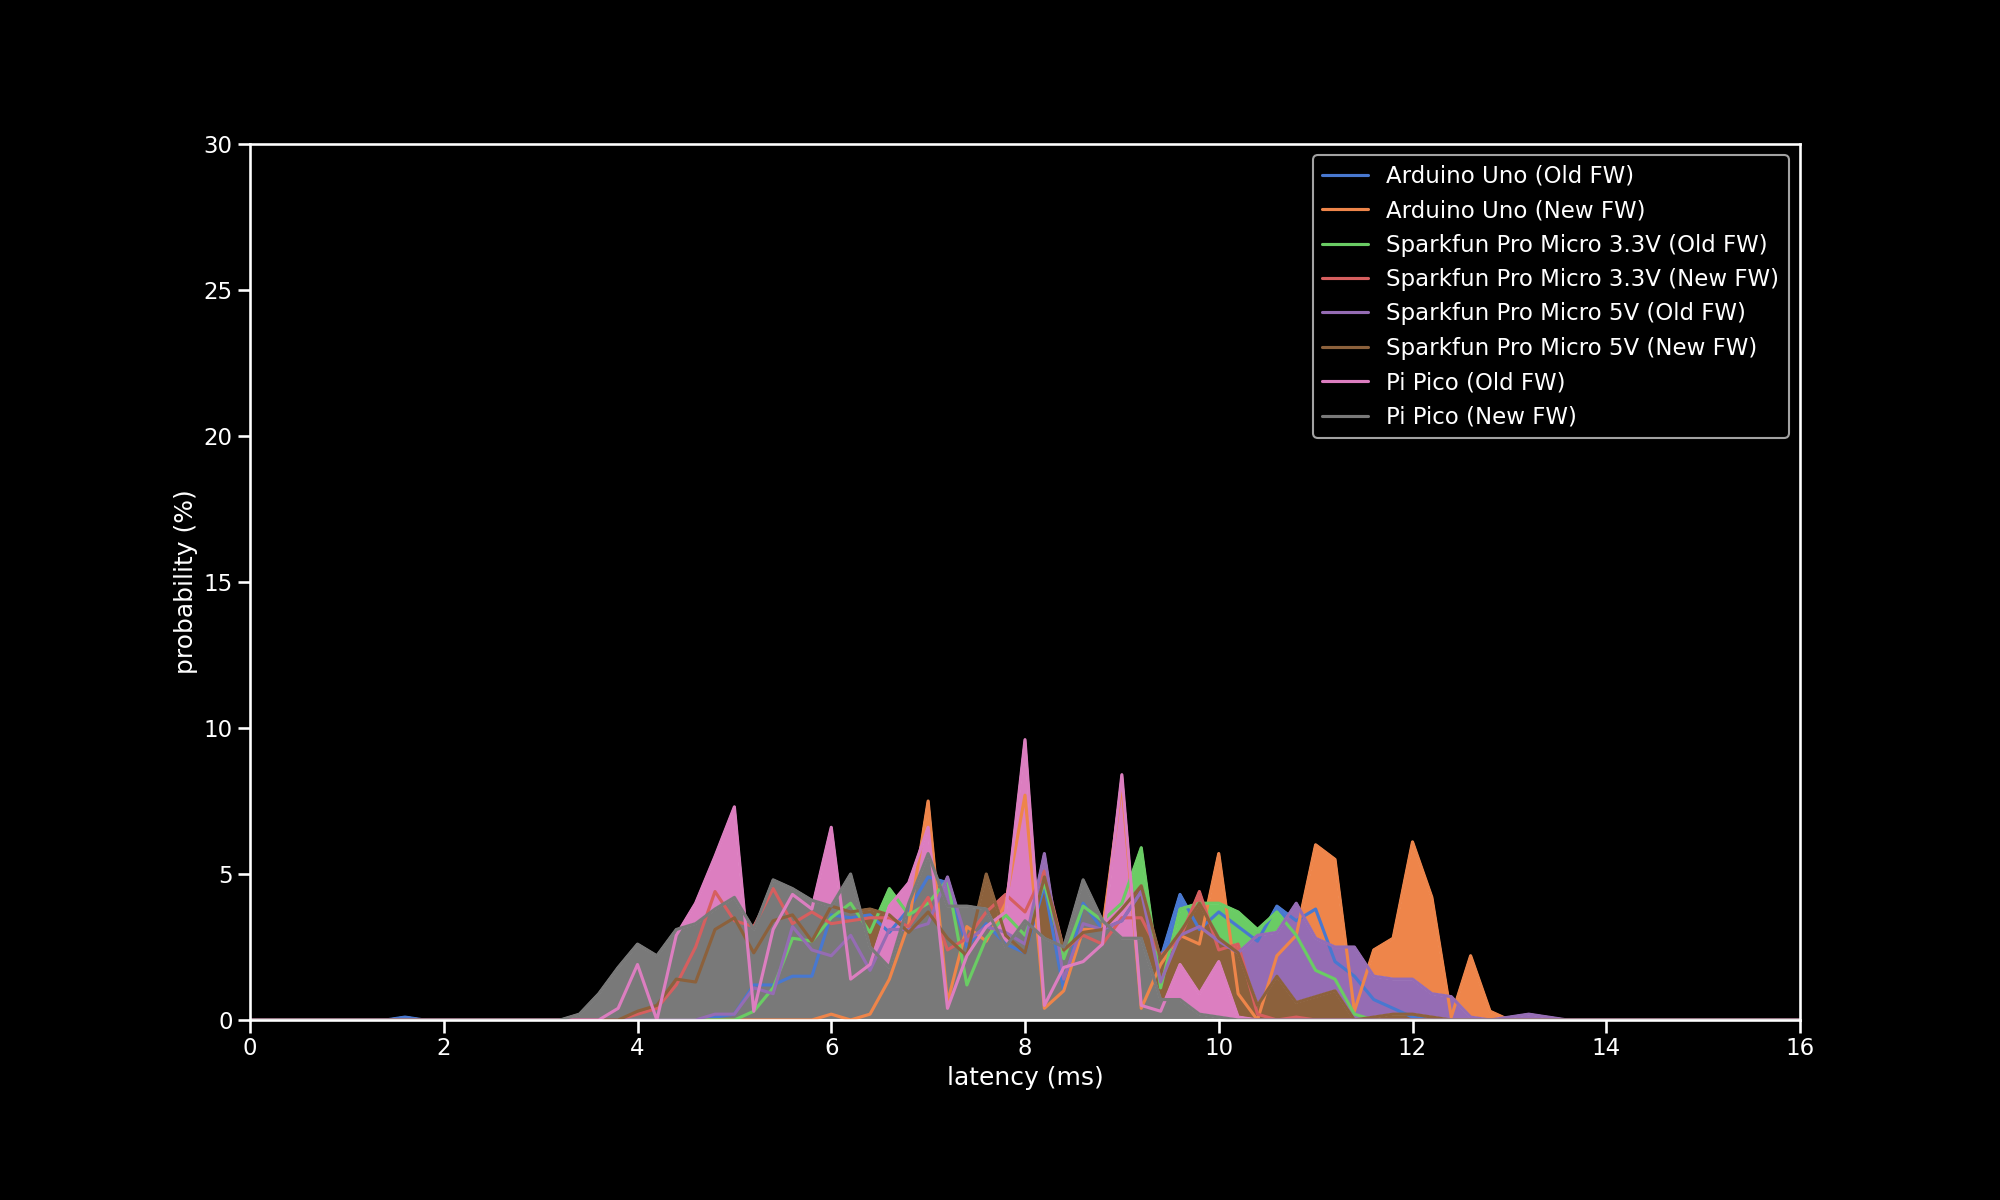 30
25
20
15
10
5
0
probability (%)
0 2 4 6 8 10 12 14 16
latency (ms)
Arduino Uno (Old FW)
Arduino Uno (New FW)
Sparkfun Pro Micro 3.3V (Old FW)
Sparkfun Pro Micro 3.3V (New FW)
Sparkfun Pro Micro 5V (Old FW)
Sparkfun Pro Micro 5V (New FW)
Pi Pico (Old FW)
Pi Pico (New FW)